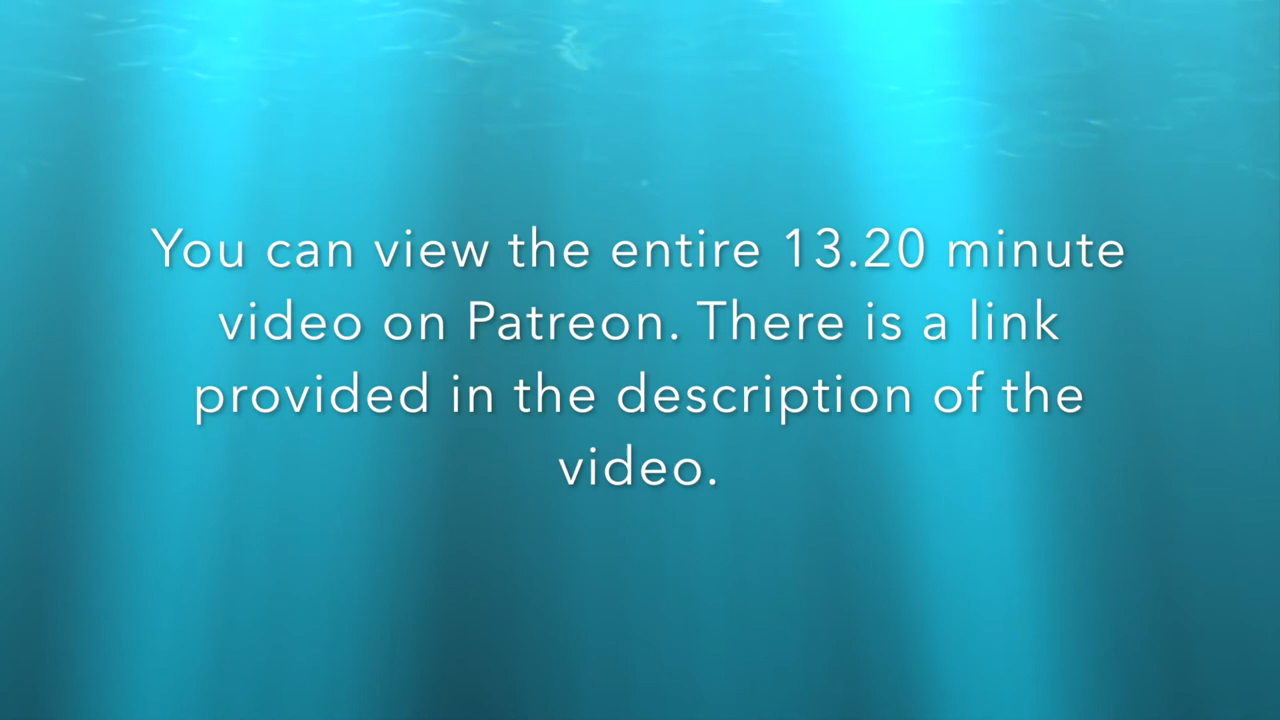 You can view the entire 13.20 minute
video on Patreon. There is a link
provided in the description of the
video.